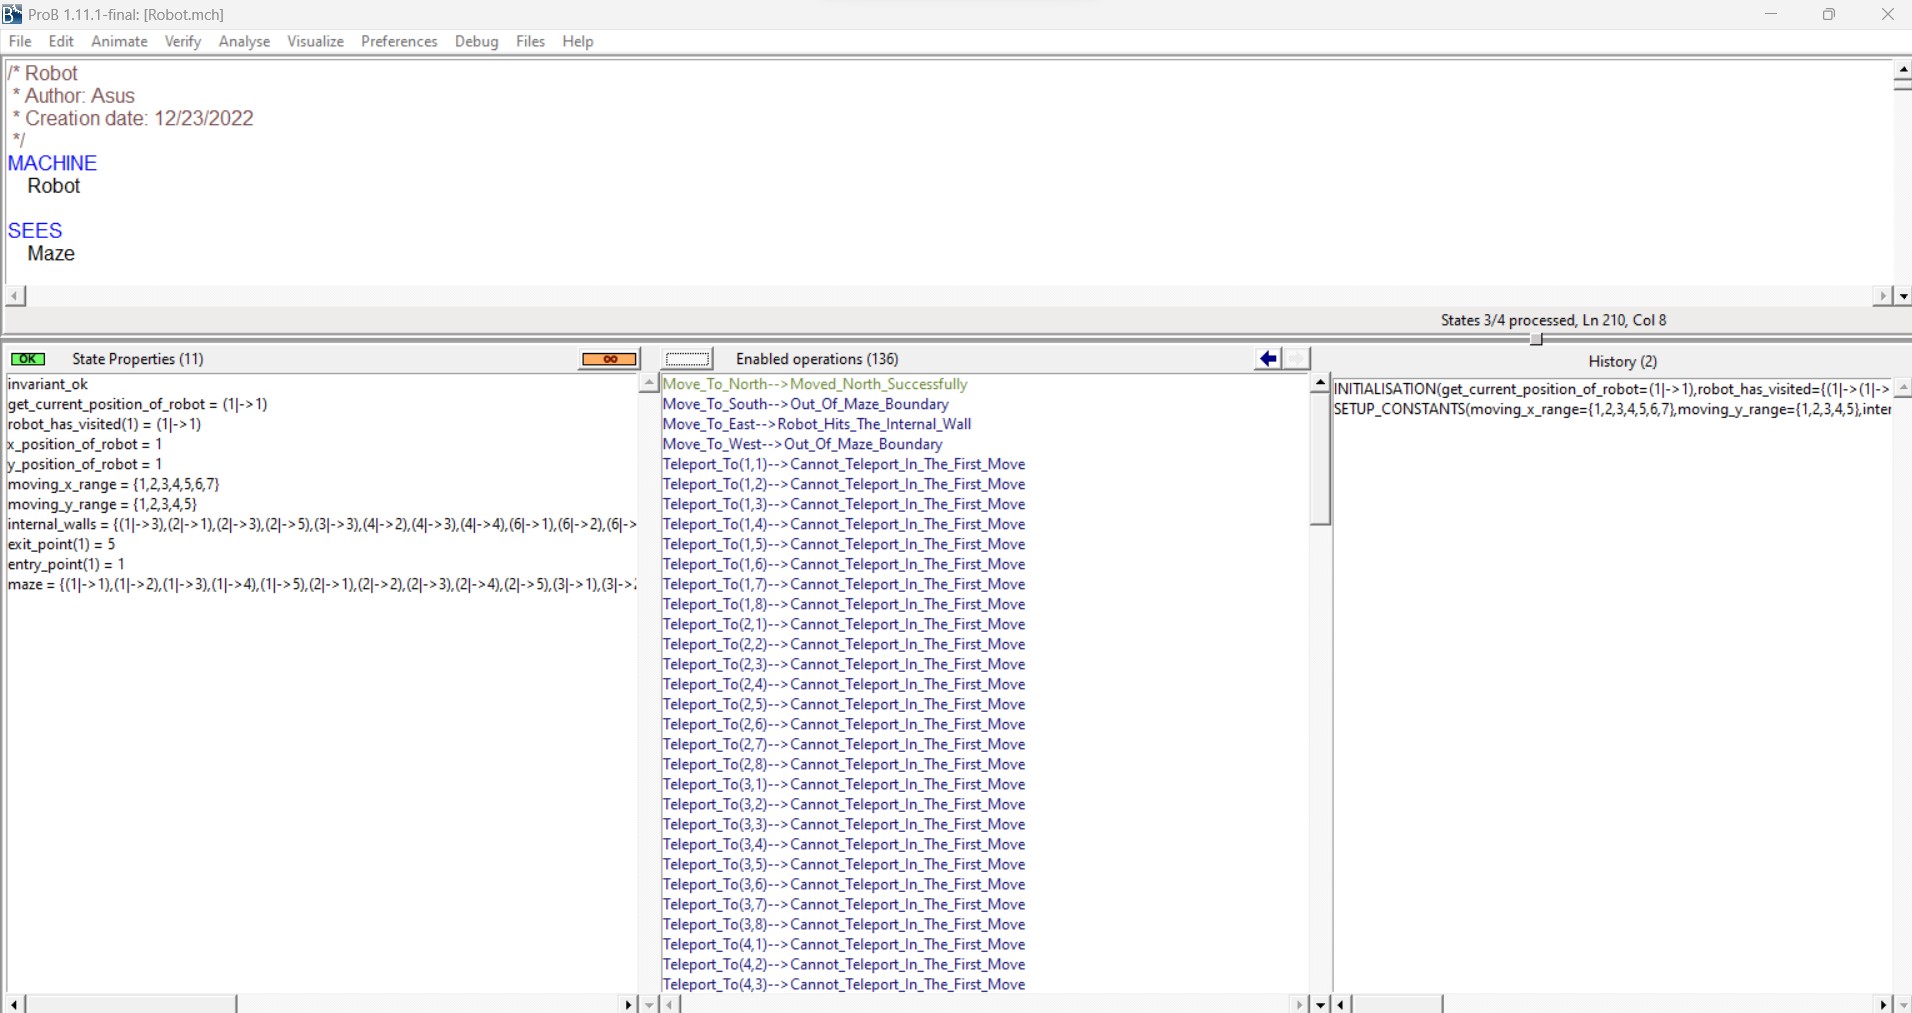 ProB 1.11.1-final: [Robot.mch]
File Edit Animate Verify Analyse Visualize Preferences Debug Files Help
/* Robot
* Author: Asus
* Creation date: 12/23/2022
*/
MACHINE
Robot
SEES
Maze
States 3/4 processed, Ln 210, Col 8
OK State Properties (11)
invariant_ok
get_current_position_of_robot = (1|->1)
robot_has_visited(1) = (1|->1)
x_position_of_robot = 1
y_position_of_robot = 1
moving_x_range = {1,2,3,4,5,6,7}
moving_y_range = {1,2,3,4,5}
internal_walls = {(1|->3),(2|->1),(2|->3),(2|->5),(3|->3),(4|->2),(4|->3),(4|->4),(6|->1),(6|->2),(6|->
exit_point(1) = 5
entry_point(1) = 1
maze = {(1|->1),(1|->2),(1|->3),(1|->4),(1|->5),(2|->1),(2|->2),(2|->3),(2|->4),(2|->5),(3|->1),(3|->2
∞ Enabled operations (136)
Move_To_North-->Moved_North_Successfully
Move_To_South-->Out_Of_Maze_Boundary
Move_To_East-->Robot_Hits_The_Internal_Wall
Move_To_West-->Out_Of_Maze_Boundary
Teleport_To(1,1)-->Cannot_Teleport_In_The_First_Move
Teleport_To(1,2)-->Cannot_Teleport_In_The_First_Move
Teleport_To(1,3)-->Cannot_Teleport_In_The_First_Move
Teleport_To(1,4)-->Cannot_Teleport_In_The_First_Move
Teleport_To(1,5)-->Cannot_Teleport_In_The_First_Move
Teleport_To(1,6)-->Cannot_Teleport_In_The_First_Move
Teleport_To(1,7)-->Cannot_Teleport_In_The_First_Move
Teleport_To(1,8)-->Cannot_Teleport_In_The_First_Move
Teleport_To(2,1)-->Cannot_Teleport_In_The_First_Move
Teleport_To(2,2)-->Cannot_Teleport_In_The_First_Move
Teleport_To(2,3)-->Cannot_Teleport_In_The_First_Move
Teleport_To(2,4)-->Cannot_Teleport_In_The_First_Move
Teleport_To(2,5)-->Cannot_Teleport_In_The_First_Move
Teleport_To(2,6)-->Cannot_Teleport_In_The_First_Move
Teleport_To(2,7)-->Cannot_Teleport_In_The_First_Move
Teleport_To(2,8)-->Cannot_Teleport_In_The_First_Move
Teleport_To(3,1)-->Cannot_Teleport_In_The_First_Move
Teleport_To(3,2)-->Cannot_Teleport_In_The_First_Move
Teleport_To(3,3)-->Cannot_Teleport_In_The_First_Move
Teleport_To(3,4)-->Cannot_Teleport_In_The_First_Move
Teleport_To(3,5)-->Cannot_Teleport_In_The_First_Move
Teleport_To(3,6)-->Cannot_Teleport_In_The_First_Move
Teleport_To(3,7)-->Cannot_Teleport_In_The_First_Move
Teleport_To(3,8)-->Cannot_Teleport_In_The_First_Move
Teleport_To(4,1)-->Cannot_Teleport_In_The_First_Move
Teleport_To(4,2)-->Cannot_Teleport_In_The_First_Move
Teleport_To(4,3)-->Cannot_Teleport_In_The_First_Move
History (2)
INITIALISATION(get_current_position_of_robot=(1|->1),robot_has_visited={(1|->(1|->
SETUP_CONSTANTS(moving_x_range={1,2,3,4,5,6,7},moving_y_range={1,2,3,4,5},inter